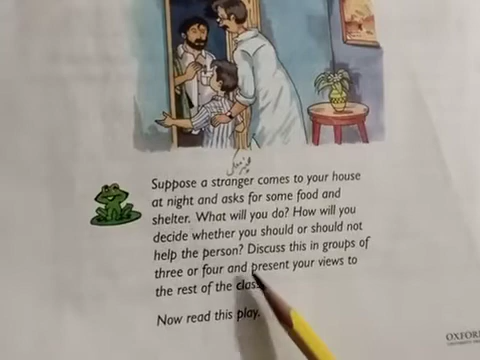 Suppose a stranger comes to your house
at night and asks for some food and
shelter. What will you do? How will you
decide whether you should or should not
help the person? Discuss this in groups of
three or four and present your views to
the rest of the class.
Now read this play.
OXFORD